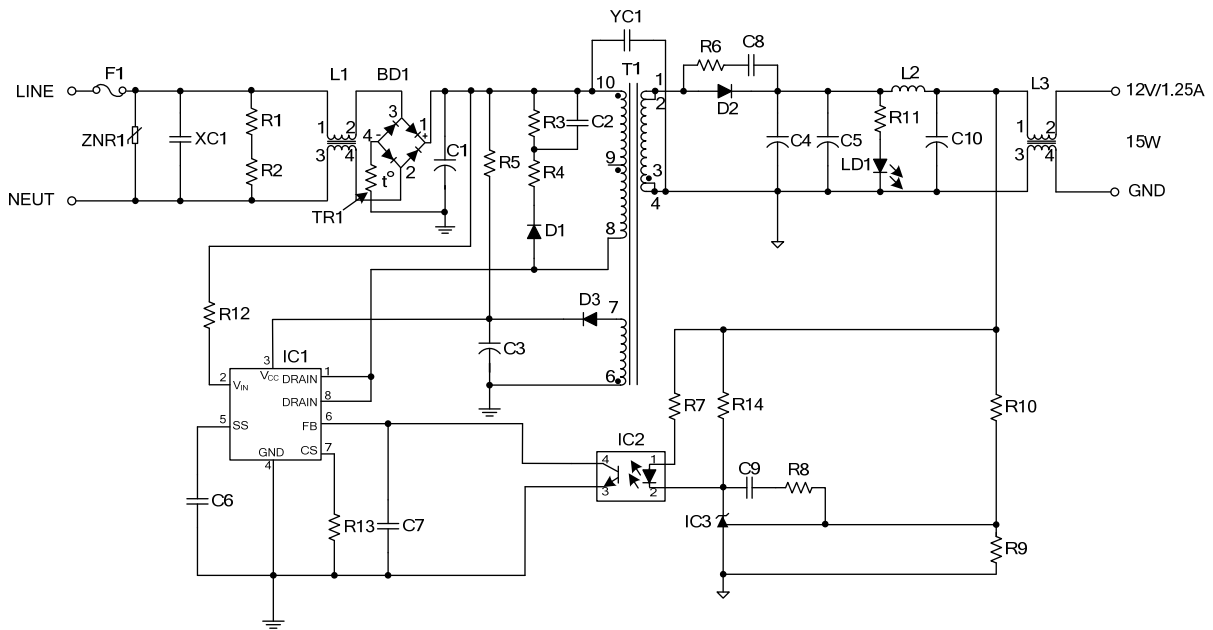 YC1
F1
L1
BD1
T1
R6
C8
L2
L3
LINE
10
1
2
D2
12V/1.25A
ZNR1
XC1
R1
R2
1
2
3
4
3
4
-
1
+
2
t°
TR1
C1
R5
R3
C2
9
R4
D1
8
3
4
C4
C5
R11
LD1
C10
15W
NEUT
GND
R12
D3
7
C3
6
IC1
3
VCC
DRAIN
1
2
VIN
DRAIN
8
5
SS
FB
6
GND
4
CS
7
C6
R13
C7
IC2
4
1
3
2
R7
R14
R10
C9
R8
IC3
R9